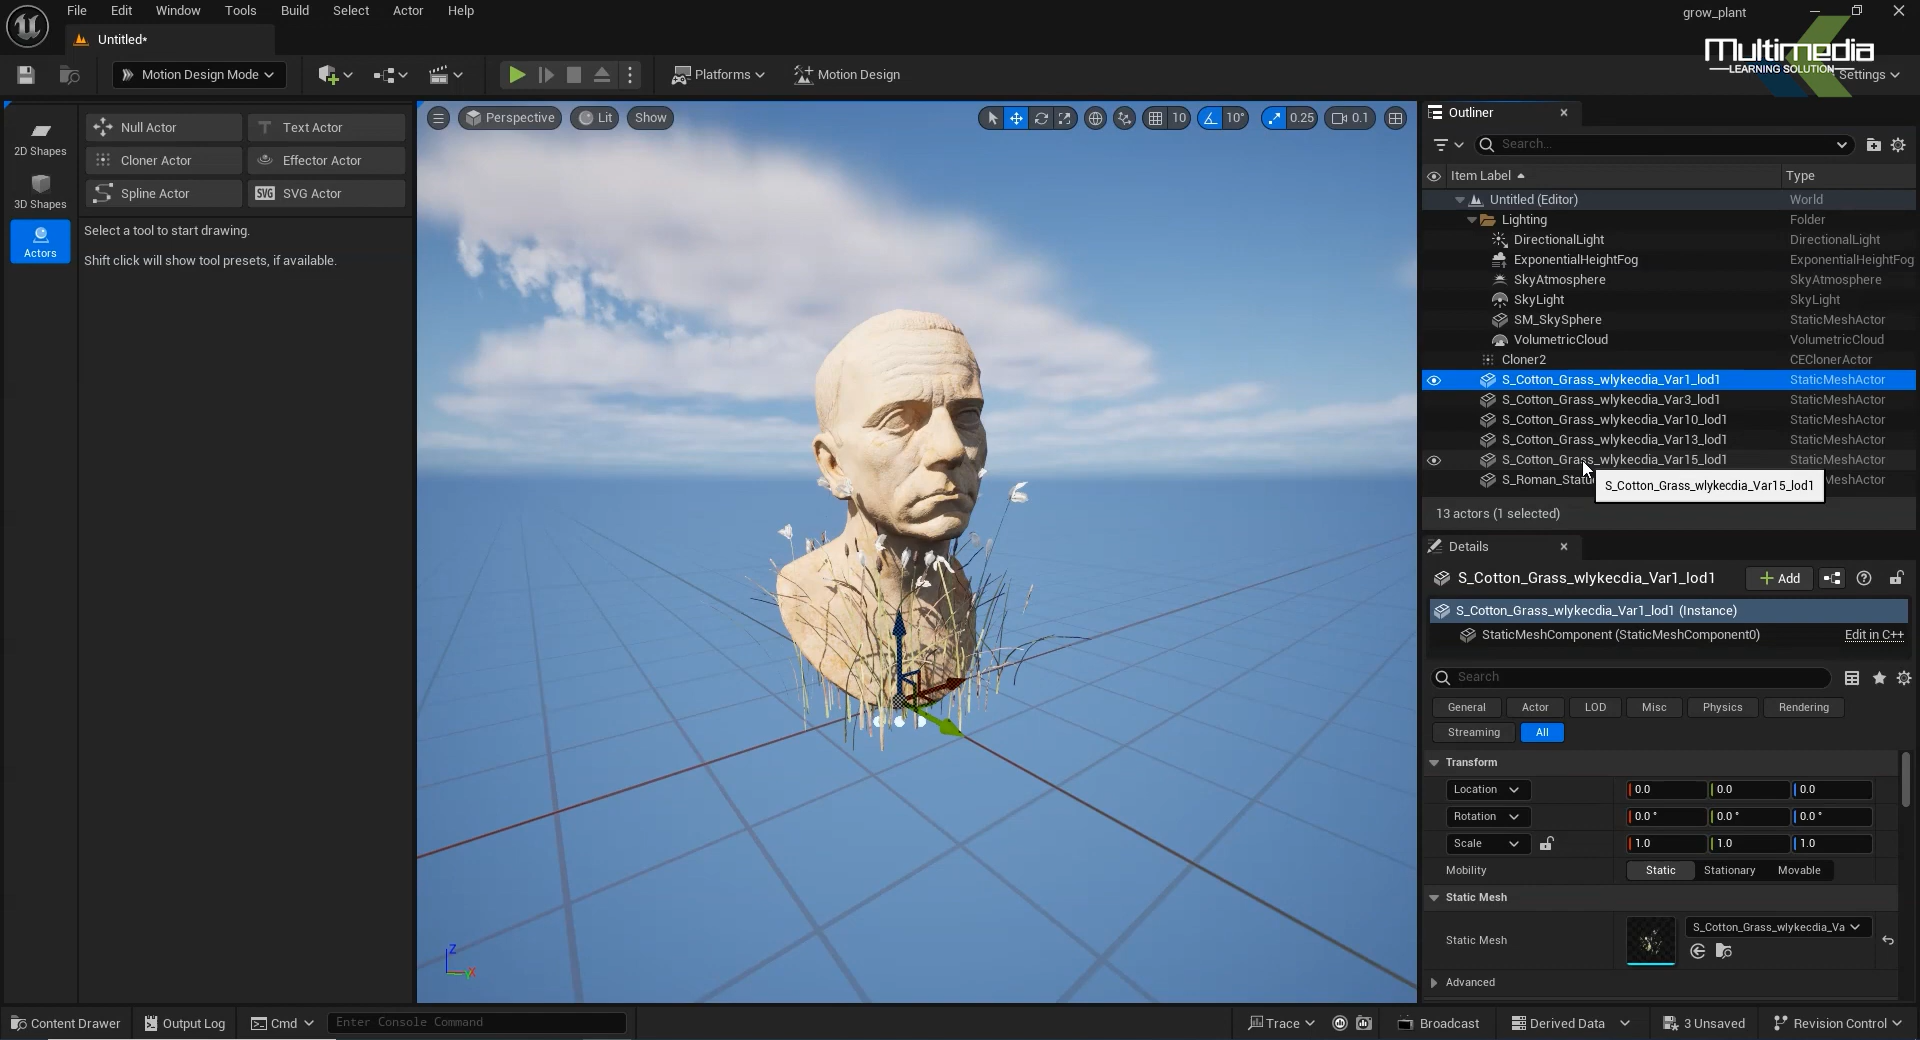 File Edit Window Tools Build Select Actor Help
grow_plant
Untitled*
Multimedia
LEARNING SOLUTION
Motion Design Mode
Platforms
Motion Design
Settings
2D Shapes
3D Shapes
Actors
Null Actor
Text Actor
Cloner Actor
Effector Actor
Spline Actor
SVG
SVG Actor
Select a tool to start drawing.
Shift click will show tool presets, if available.
Perspective
Lit
Show
10
10°
0.25
0.1
Z
X
Outliner
Search...
Item Label
Type
Untitled (Editor) World
Lighting Folder
DirectionalLight DirectionalLight
ExponentialHeightFog ExponentialHeightFog
SkyAtmosphere SkyAtmosphere
SkyLight SkyLight
SM_SkySphere StaticMeshActor
VolumetricCloud VolumetricCloud
Cloner2 CEClonerActor
S_Cotton_Grass_wlykecdia_Var1_lod1 StaticMeshActor
S_Cotton_Grass_wlykecdia_Var3_lod1 StaticMeshActor
S_Cotton_Grass_wlykecdia_Var10_lod1 StaticMeshActor
S_Cotton_Grass_wlykecdia_Var13_lod1 StaticMeshActor
S_Cotton_Grass_wlykecdia_Var15_lod1 StaticMeshActor
S_Cotton_Grass_wlykecdia_Var15_lod1
13 actors (1 selected)
Details
S_Cotton_Grass_wlykecdia_Var1_lod1
Add
S_Cotton_Grass_wlykecdia_Var1_lod1 (Instance)
StaticMeshComponent (StaticMeshComponent0) Edit in C++
Search
General Actor LOD Misc Physics Rendering
Streaming All
Transform
Location 0.0 0.0 0.0
Rotation 0.0 ° 0.0 ° 0.0 °
Scale 1.0 1.0 1.0
Mobility Static Stationary Movable
Static Mesh
Static Mesh
S_Cotton_Grass_wlykecdia_Va
Advanced
Content Drawer
Output Log
Cmd
Enter Console Command
Trace
Broadcast
Derived Data
3 Unsaved
Revision Control